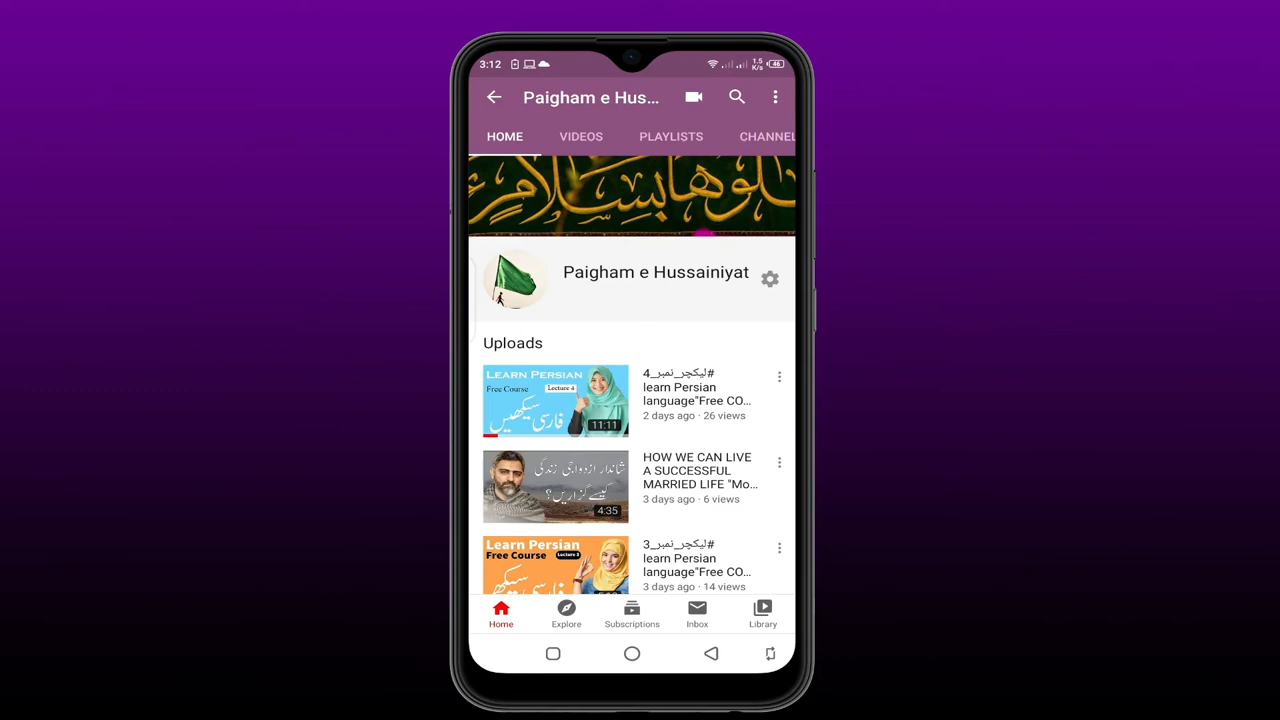 3:12
1.5
K/s
46
Paigham e Hus...
HOME VIDEOS PLAYLISTS CHANNEL
Paigham e Hussainiyat
Uploads
LEARN PERSIAN
Free Course Lecture 4
فارسی سیکھیں
11:11
#لیکچر_نمبر_4
learn Persian
language"Free CO...
2 days ago · 26 views
شاندار ازدواجی زندگی
کیسے گزاریں؟
4:35
HOW WE CAN LIVE
A SUCCESSFUL
MARRIED LIFE "Mo...
3 days ago · 6 views
Learn Persian
Free Course Lecture 3
#لیکچر_نمبر_3
learn Persian
language"Free CO...
3 days ago · 14 views
Home Explore Subscriptions Inbox Library